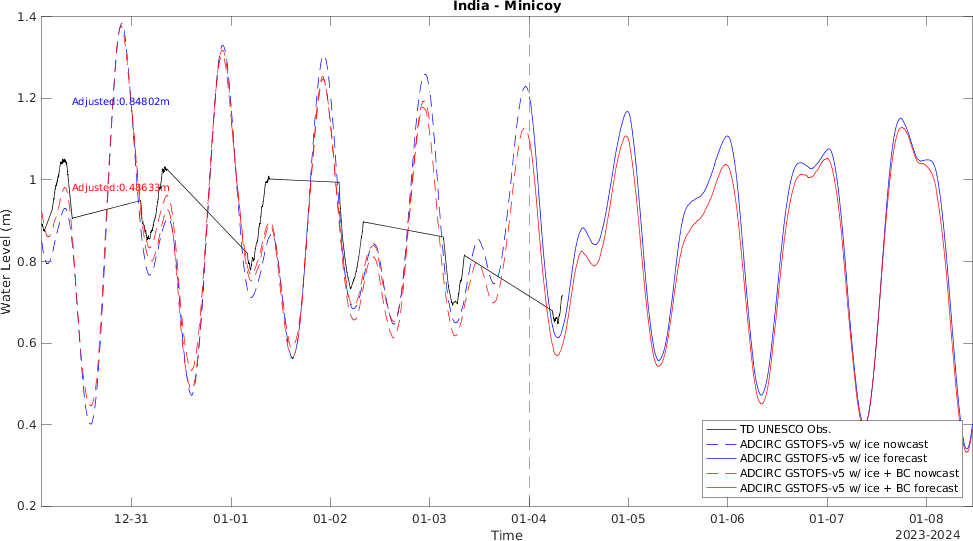 India - Minicoy
1.4
1.2
1
0.8
0.6
0.4
0.2
Water Level (m)
Adjusted:0.84802m
Adjusted:0.48633m
TD UNESCO Obs.
ADCIRC GSTOFS-v5 w/ ice nowcast
ADCIRC GSTOFS-v5 w/ ice forecast
ADCIRC GSTOFS-v5 w/ ice + BC nowcast
ADCIRC GSTOFS-v5 w/ ice + BC forecast
12-31 01-01 01-02 01-03 01-04 01-05 01-06 01-07 01-08
Time
2023-2024